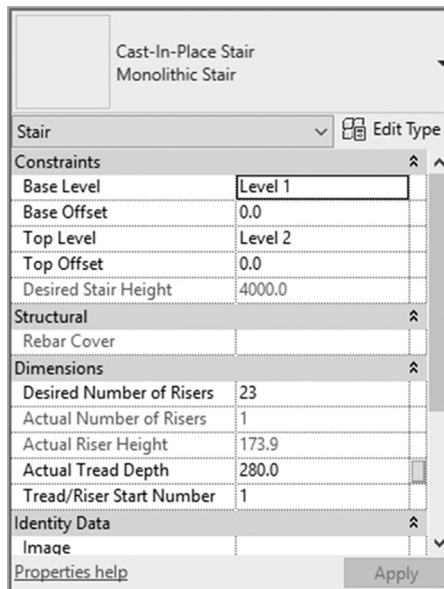 Cast-In-Place Stair
Monolithic Stair
Stair Edit Type
Constraints
Base Level Level 1
Base Offset 0.0
Top Level Level 2
Top Offset 0.0
Desired Stair Height 4000.0
Structural
Rebar Cover
Dimensions
Desired Number of Risers 23
Actual Number of Risers 1
Actual Riser Height 173.9
Actual Tread Depth 280.0
Tread/Riser Start Number 1
Identity Data
Image
Properties help Apply